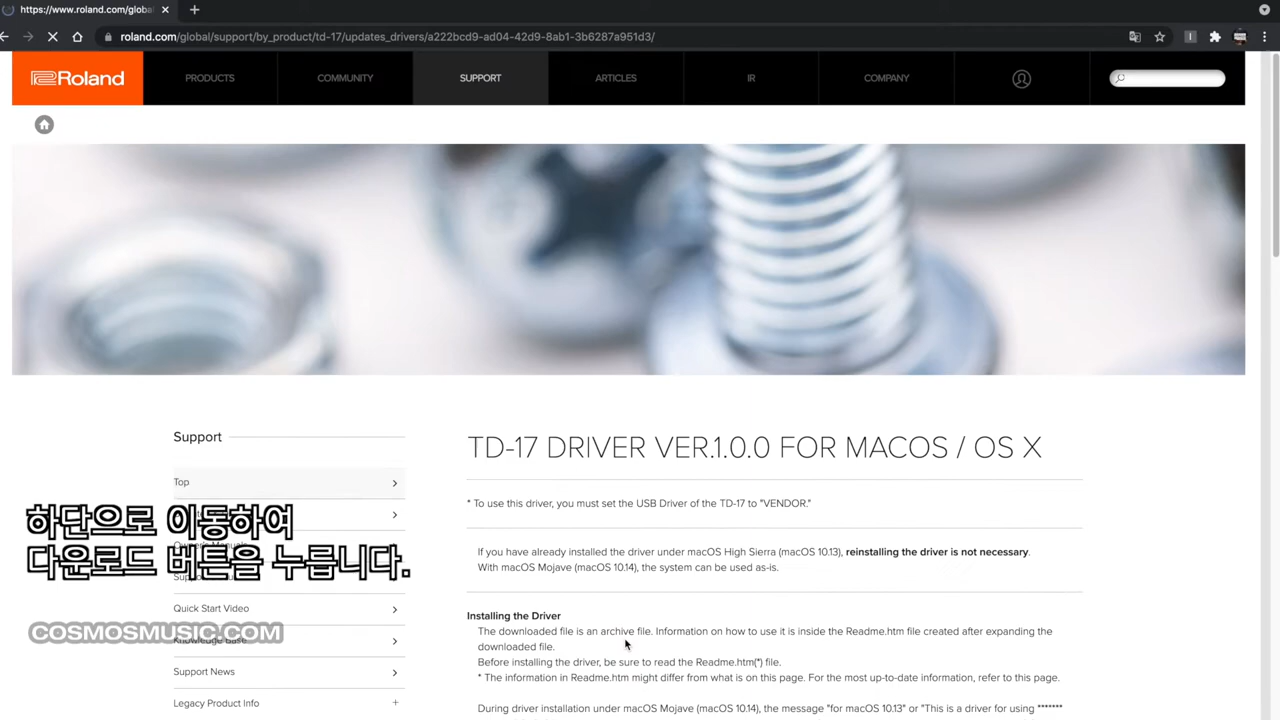 https://www.roland.com/globa
roland.com/global/support/by_product/td-17/updates_drivers/a222bcd9-ad04-42d9-8ab1-3b6287a951d3/
Roland
PRODUCTS
COMMUNITY
SUPPORT
ARTICLES
IR
COMPANY
Support
Top
하단으로 이동하여
다운로드 버튼을 누릅니다.
Quick Start Video
COSMOSMUSIC.COM
Knowledge Base
Support News
Legacy Product Info
TD-17 DRIVER VER.1.0.0 FOR MACOS / OS X
* To use this driver, you must set the USB Driver of the TD-17 to "VENDOR."
If you have already installed the driver under macOS High Sierra (macOS 10.13), reinstalling the driver is not necessary.
With macOS Mojave (macOS 10.14), the system can be used as-is.
Installing the Driver
The downloaded file is an archive file. Information on how to use it is inside the Readme.htm file created after expanding the
downloaded file.
Before installing the driver, be sure to read the Readme.htm(*) file.
* The information in Readme.htm might differ from what is on this page. For the most up-to-date information, refer to this page.
During driver installation under macOS Mojave (macOS 10.14), the message "for macOS 10.13" or "This is a driver for using *******